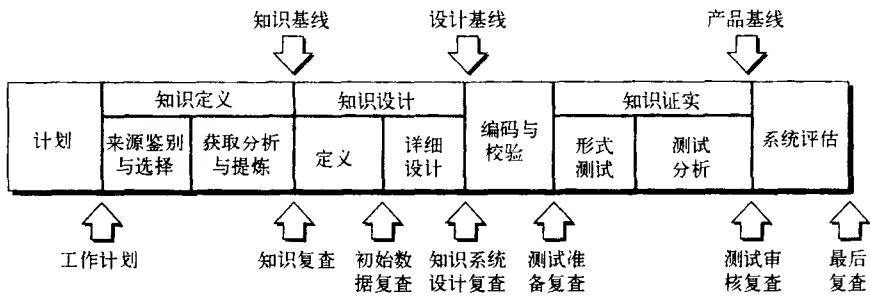 知识基线
设计基线
产品基线
计划
知识定义
来源鉴别
与选择
获取分析
与提炼
知识设计
定义
详细
设计
编码与
校验
知识证实
形式
测试
测试
分析
系统评估
工作计划
知识复查
初始数
据复查
知识系统
设计复查
测试准
备复查
测试审
核复查
最后
复查